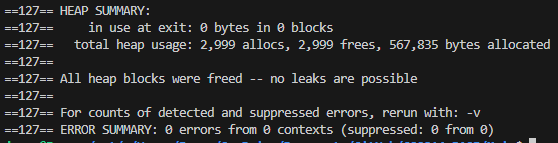 ==127== HEAP SUMMARY:
==127==     in use at exit: 0 bytes in 0 blocks
==127==   total heap usage: 2,999 allocs, 2,999 frees, 567,835 bytes allocated
==127==
==127== All heap blocks were freed -- no leaks are possible
==127==
==127== For counts of detected and suppressed errors, rerun with: -v
==127== ERROR SUMMARY: 0 errors from 0 contexts (suppressed: 0 from 0)